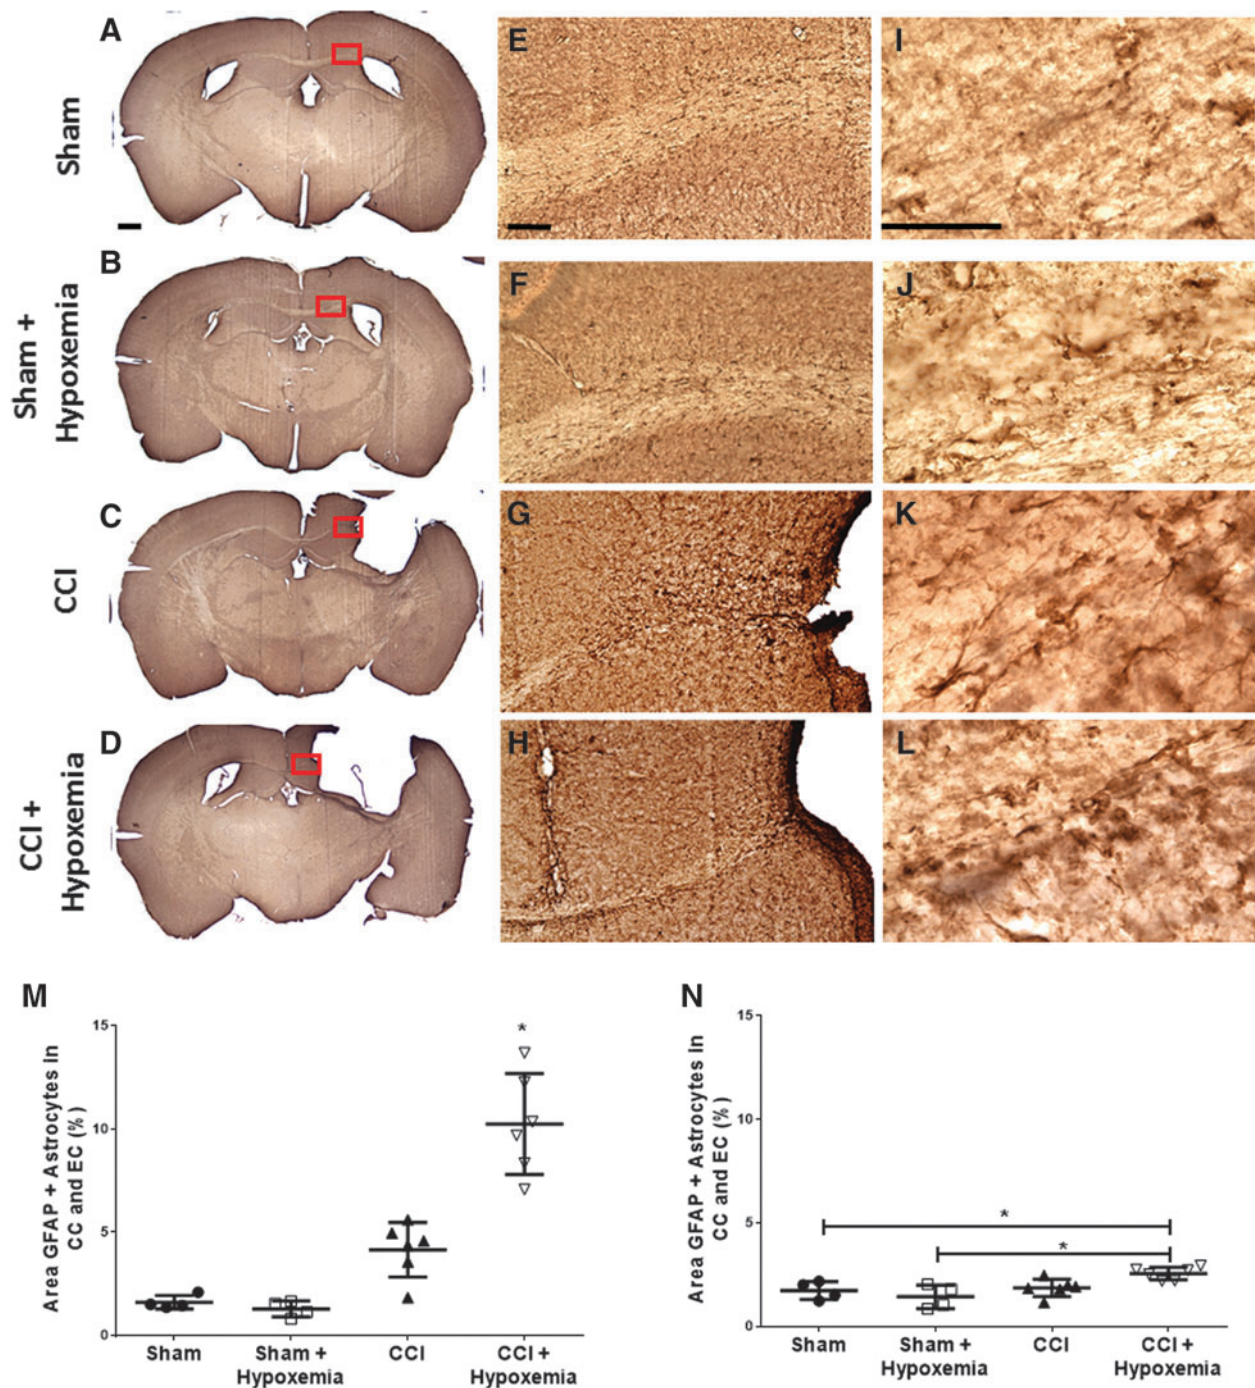 A
E
I
Sham
B
F
J
Sham +
Hypoxemia
C
G
K
CCI
D
H
L
CCI +
Hypoxemia
M
Area GFAP + Astrocytes in
CC and EC (%)
15
10
5
0
*
Sham
Sham +
Hypoxemia
CCI
CCI +
Hypoxemia
N
Area GFAP + Astrocytes in
CC and EC (%)
15
10
5
0
*
*
Sham
Sham +
Hypoxemia
CCI
CCI +
Hypoxemia